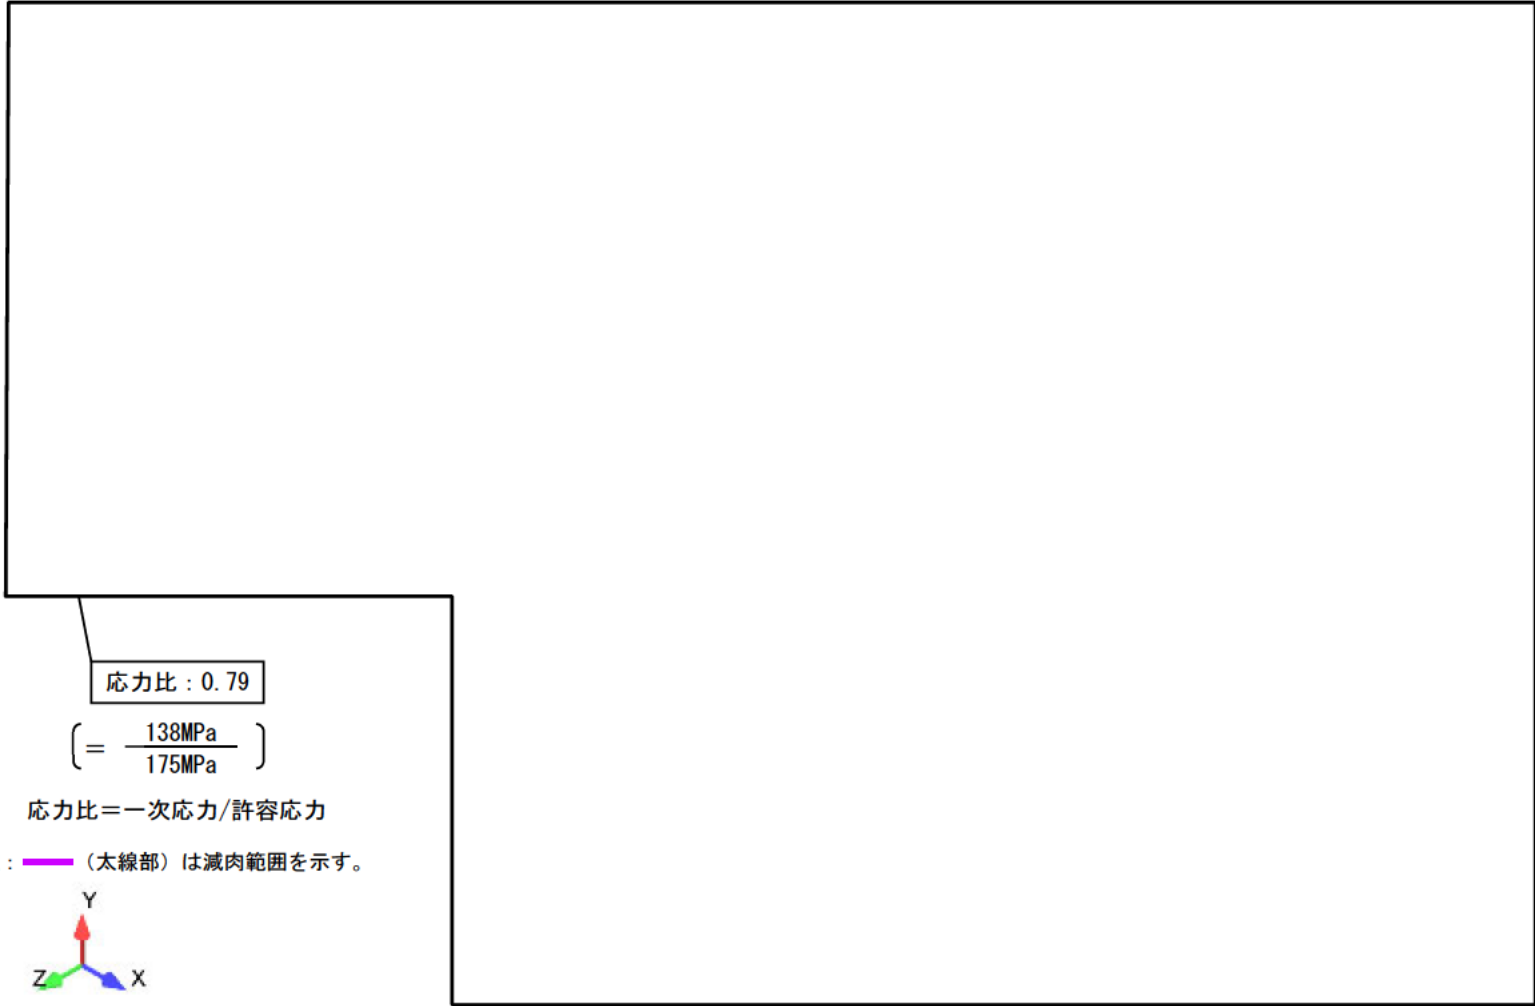 応力比：0.79
〔= 138MPa
175MPa 〕
応力比＝一次応力/許容応力
: （太線部）は減肉範囲を示す。
Y
Z X